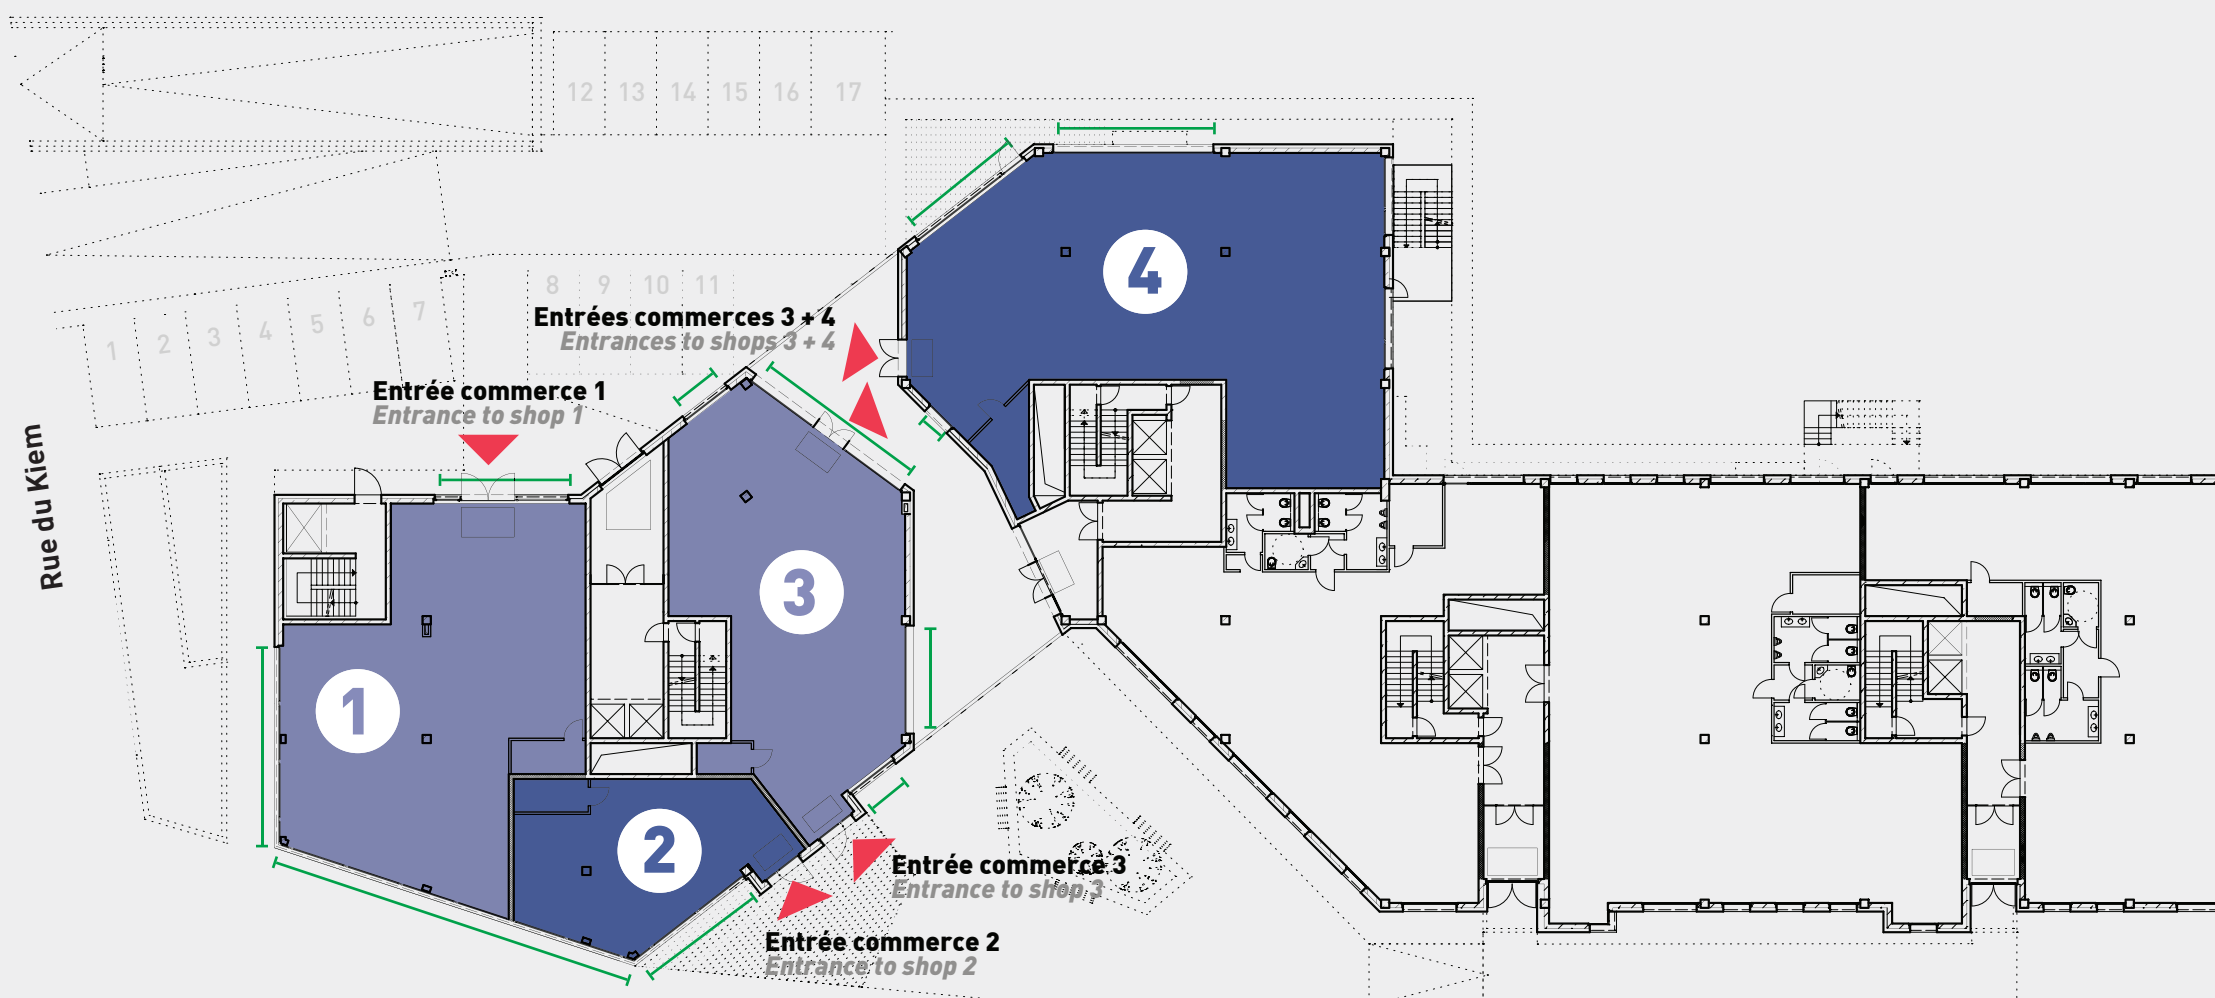 12 13 14 15 16 17
8 9 10 11
1 2 3 4 5 6 7
Entrées commerces 3 + 4
Entrances to shops 3 + 4
4
Entrée commerce 1
Entrance to shop 1
Rue du Kiem
3
1
2
Entrée commerce 3
Entrance to shop 3
Entrée commerce 2
Entrance to shop 2